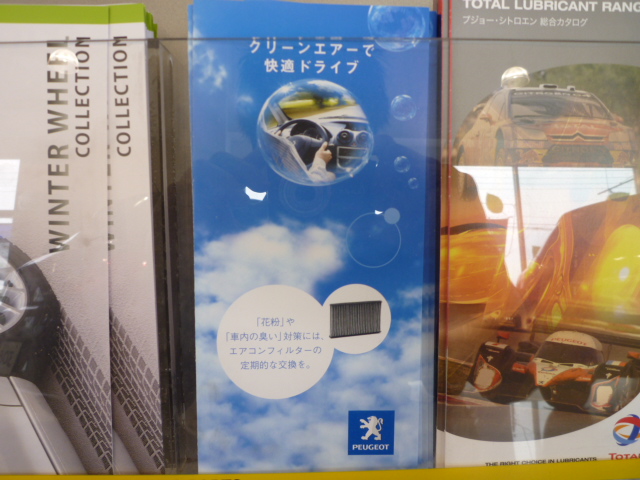 WINTER WHEEL
COLLECTION
COLLECTION
クリーンエアーで
快適ドライブ
「花粉」や
「車内の臭い」対策には、
エアコンフィルターの
定期的な交換を。
PEUGEOT
TOTAL LUBRICANT RANG
プジョー・シトロエン 総合カタログ
THE RIGHT CHOICE IN LUBRICANTS
TOTAL